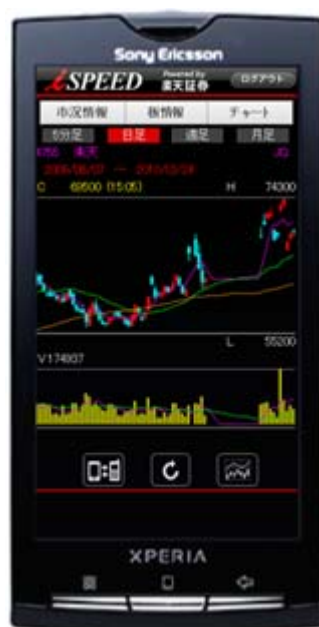 Sony Ericsson
iSPEED Powered by 楽天証券 ログアウト
市況情報 板情報 チャート
5分足 日足 週足 月足
楽天 JQ
C 69500 (15:05) H 74300
L 55200
V174937
XPERIA